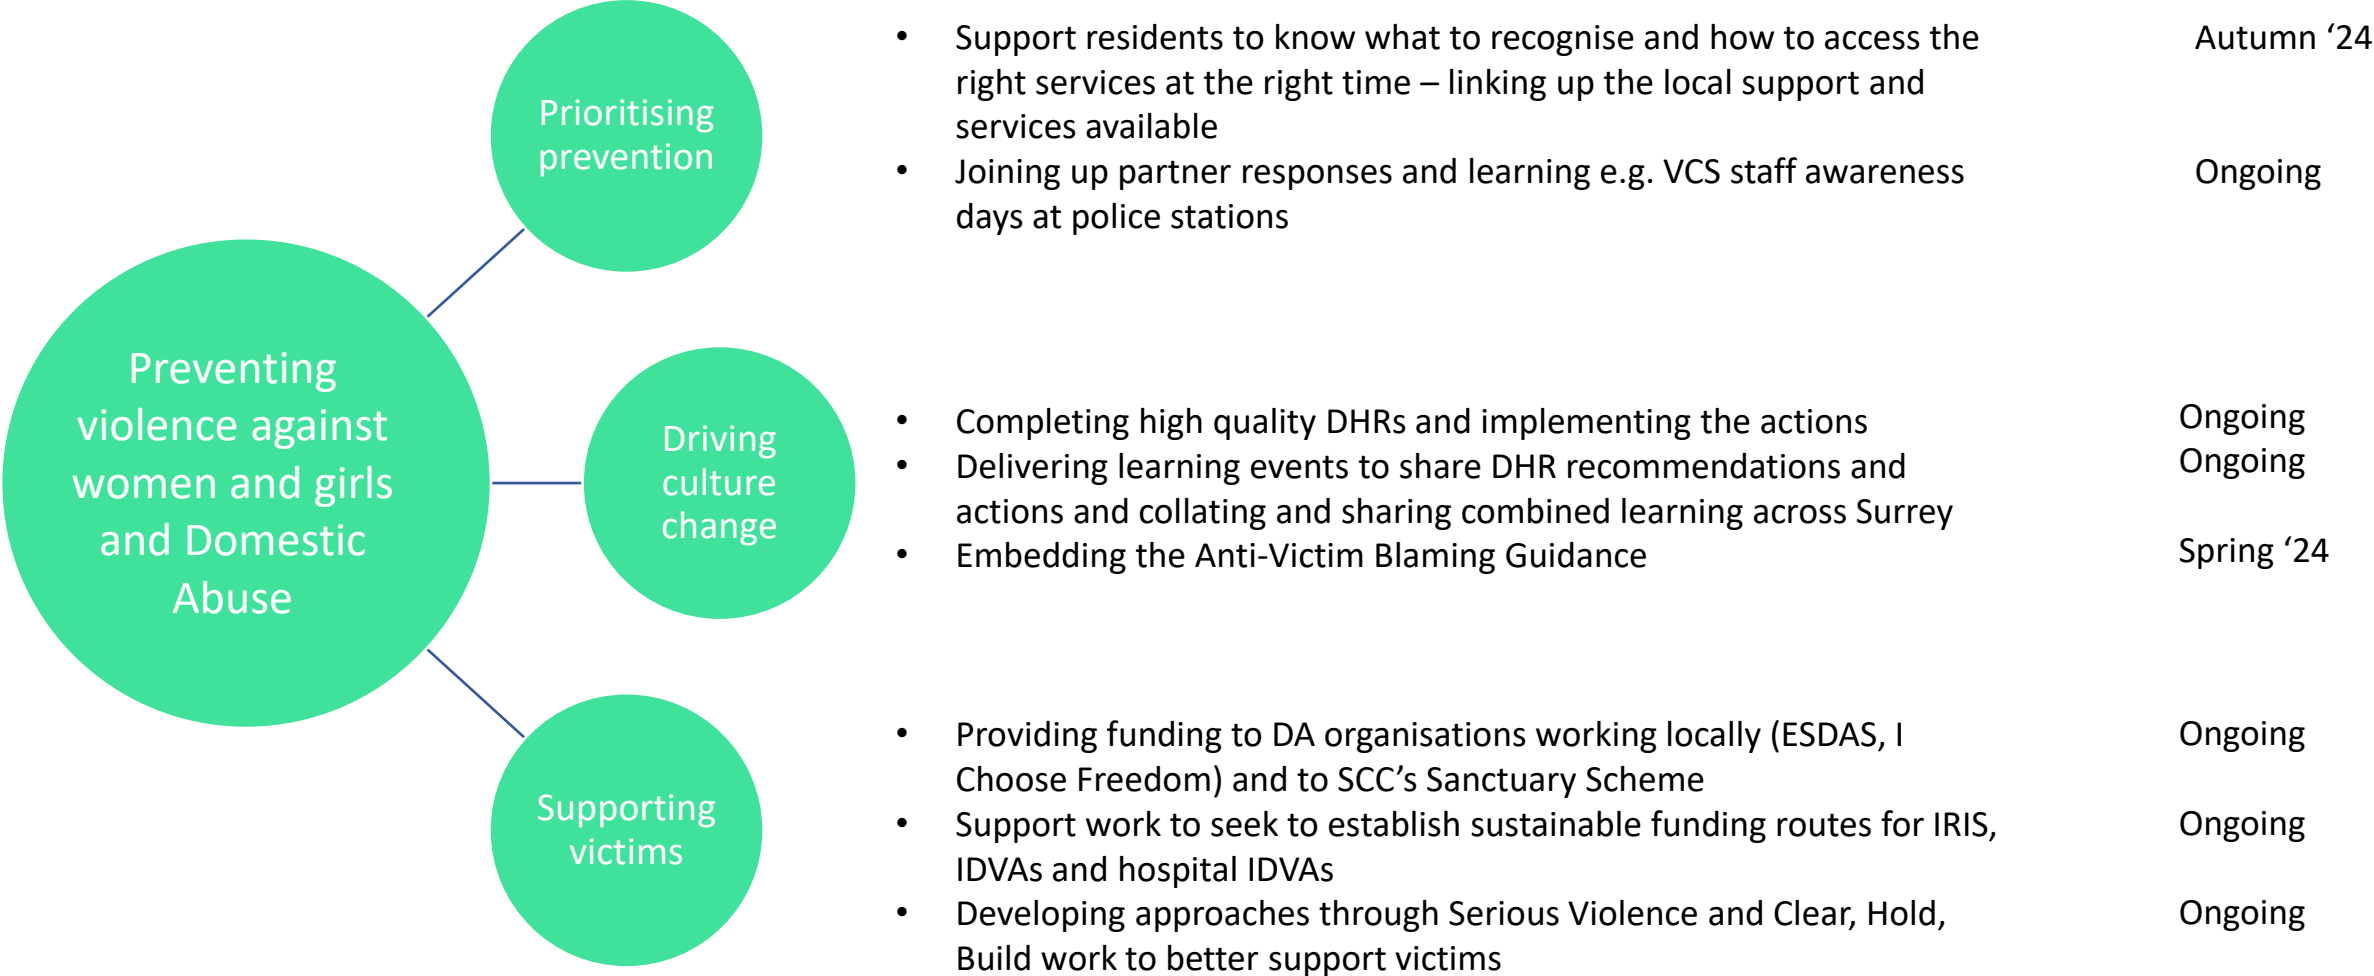 Preventing
violence against
women and girls
and Domestic
Abuse
Prioritising
prevention
• Support residents to know what to recognise and how to access the
right services at the right time – linking up the local support and
services available
Autumn ‘24
• Joining up partner responses and learning e.g. VCS staff awareness
days at police stations
Ongoing
Driving
culture
change
• Completing high quality DHRs and implementing the actions
Ongoing
• Delivering learning events to share DHR recommendations and
actions and collating and sharing combined learning across Surrey
Ongoing
• Embedding the Anti-Victim Blaming Guidance
Spring ‘24
Supporting
victims
• Providing funding to DA organisations working locally (ESDAS, I
Choose Freedom) and to SCC’s Sanctuary Scheme
Ongoing
• Support work to seek to establish sustainable funding routes for IRIS,
IDVAs and hospital IDVAs
Ongoing
• Developing approaches through Serious Violence and Clear, Hold,
Build work to better support victims
Ongoing